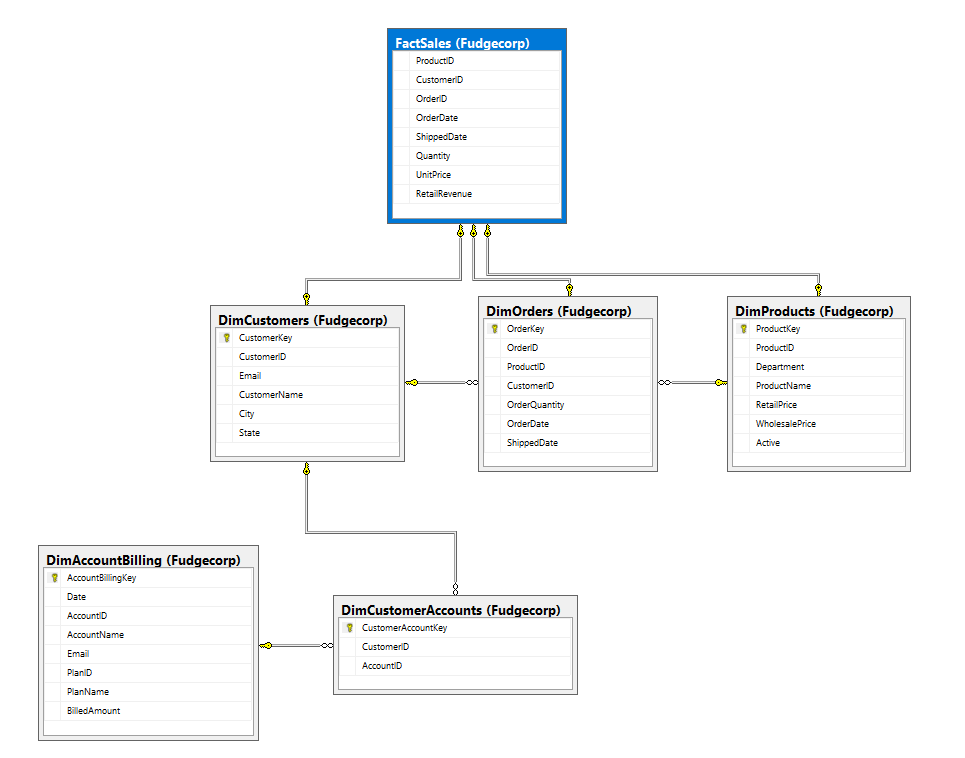 FactSales (Fudgecorp)
ProductID
CustomerID
OrderID
OrderDate
ShippedDate
Quantity
UnitPrice
RetailRevenue
DimCustomers (Fudgecorp)
CustomerKey
CustomerID
Email
CustomerName
City
State
DimOrders (Fudgecorp)
OrderKey
OrderID
ProductID
CustomerID
OrderQuantity
OrderDate
ShippedDate
DimProducts (Fudgecorp)
ProductKey
ProductID
Department
ProductName
RetailPrice
WholesalePrice
Active
DimAccountBilling (Fudgecorp)
AccountBillingKey
Date
AccountID
AccountName
Email
PlanID
PlanName
BilledAmount
DimCustomerAccounts (Fudgecorp)
CustomerAccountKey
CustomerID
AccountID